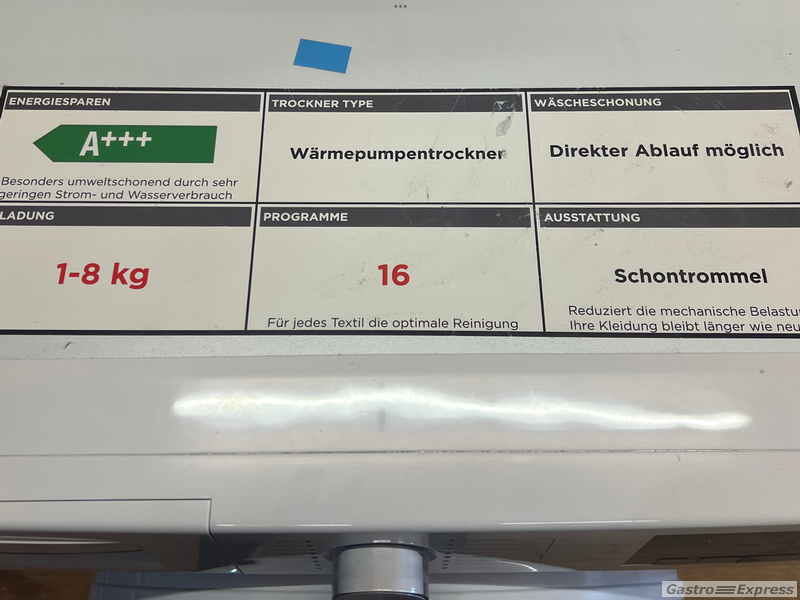 ENERGIESPAREN
A+++
Besonders umweltschonend durch sehr
geringen Strom- und Wasserverbrauch
TROCKNER TYPE
Wärmepumpentrockner
WÄSCHESCHONUNG
Direkter Ablauf möglich
LADUNG
1-8 kg
PROGRAMME
16
Für jedes Textil die optimale Reinigung
AUSSTATTUNG
Schontrommel
Reduziert die mechanische Belastu
Ihre Kleidung bleibt länger wie neu
Gastro Express